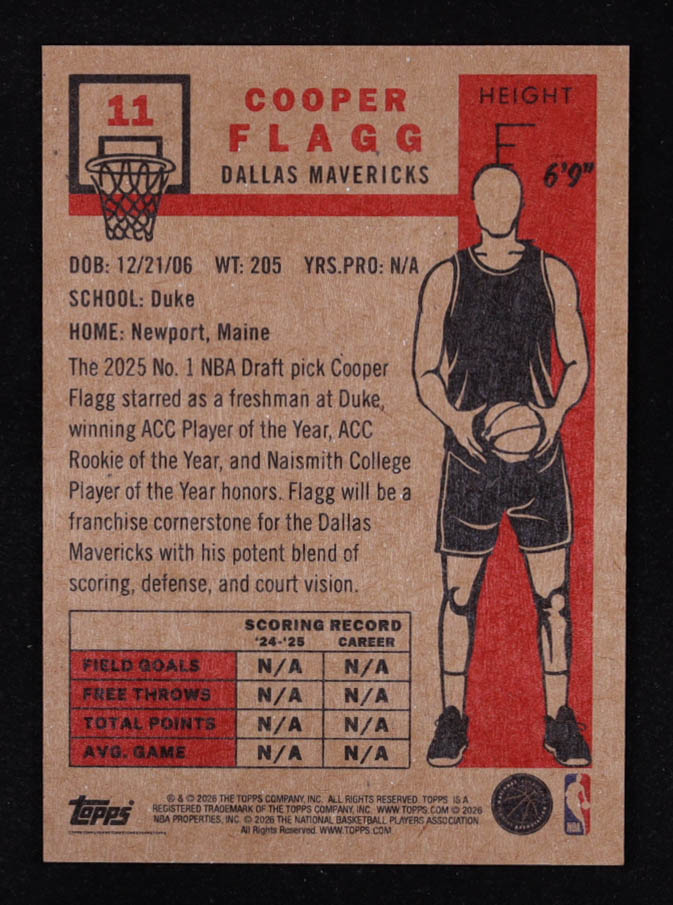 11
COOPER
FLAGG
DALLAS MAVERICKS
HEIGHT
6'9"
DOB: 12/21/06 WT: 205 YRS.PRO: N/A
SCHOOL: Duke
HOME: Newport, Maine
The 2025 No. 1 NBA Draft pick Cooper
Flagg starred as a freshman at Duke,
winning ACC Player of the Year, ACC
Rookie of the Year, and Naismith College
Player of the Year honors. Flagg will be a
franchise cornerstone for the Dallas
Mavericks with his potent blend of
scoring, defense, and court vision.
SCORING RECORD
'24-'25 CAREER
FIELD GOALS N/A N/A
FREE THROWS N/A N/A
TOTAL POINTS N/A N/A
AVG. GAME N/A N/A
Topps
® & © 2026 THE TOPPS COMPANY, INC. ALL RIGHTS RESERVED. TOPPS IS A
REGISTERED TRADEMARK OF THE TOPPS COMPANY, INC. WWW.TOPPS.COM © 2026
NBA PROPERTIES, INC. © 2026 THE NATIONAL BASKETBALL PLAYERS ASSOCIATION
All Rights Reserved. WWW.TOPPS.COM
NBA